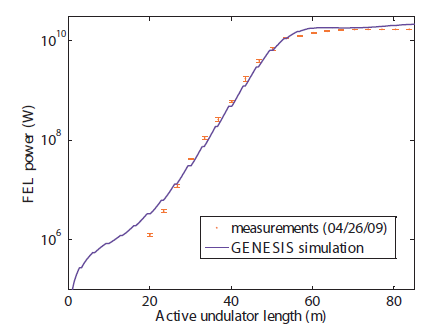 FEL power (W)
10^10
10^8
10^6
measurements (04/26/09)
GENESIS simulation
0 20 40 60 80
Active undulator length (m)